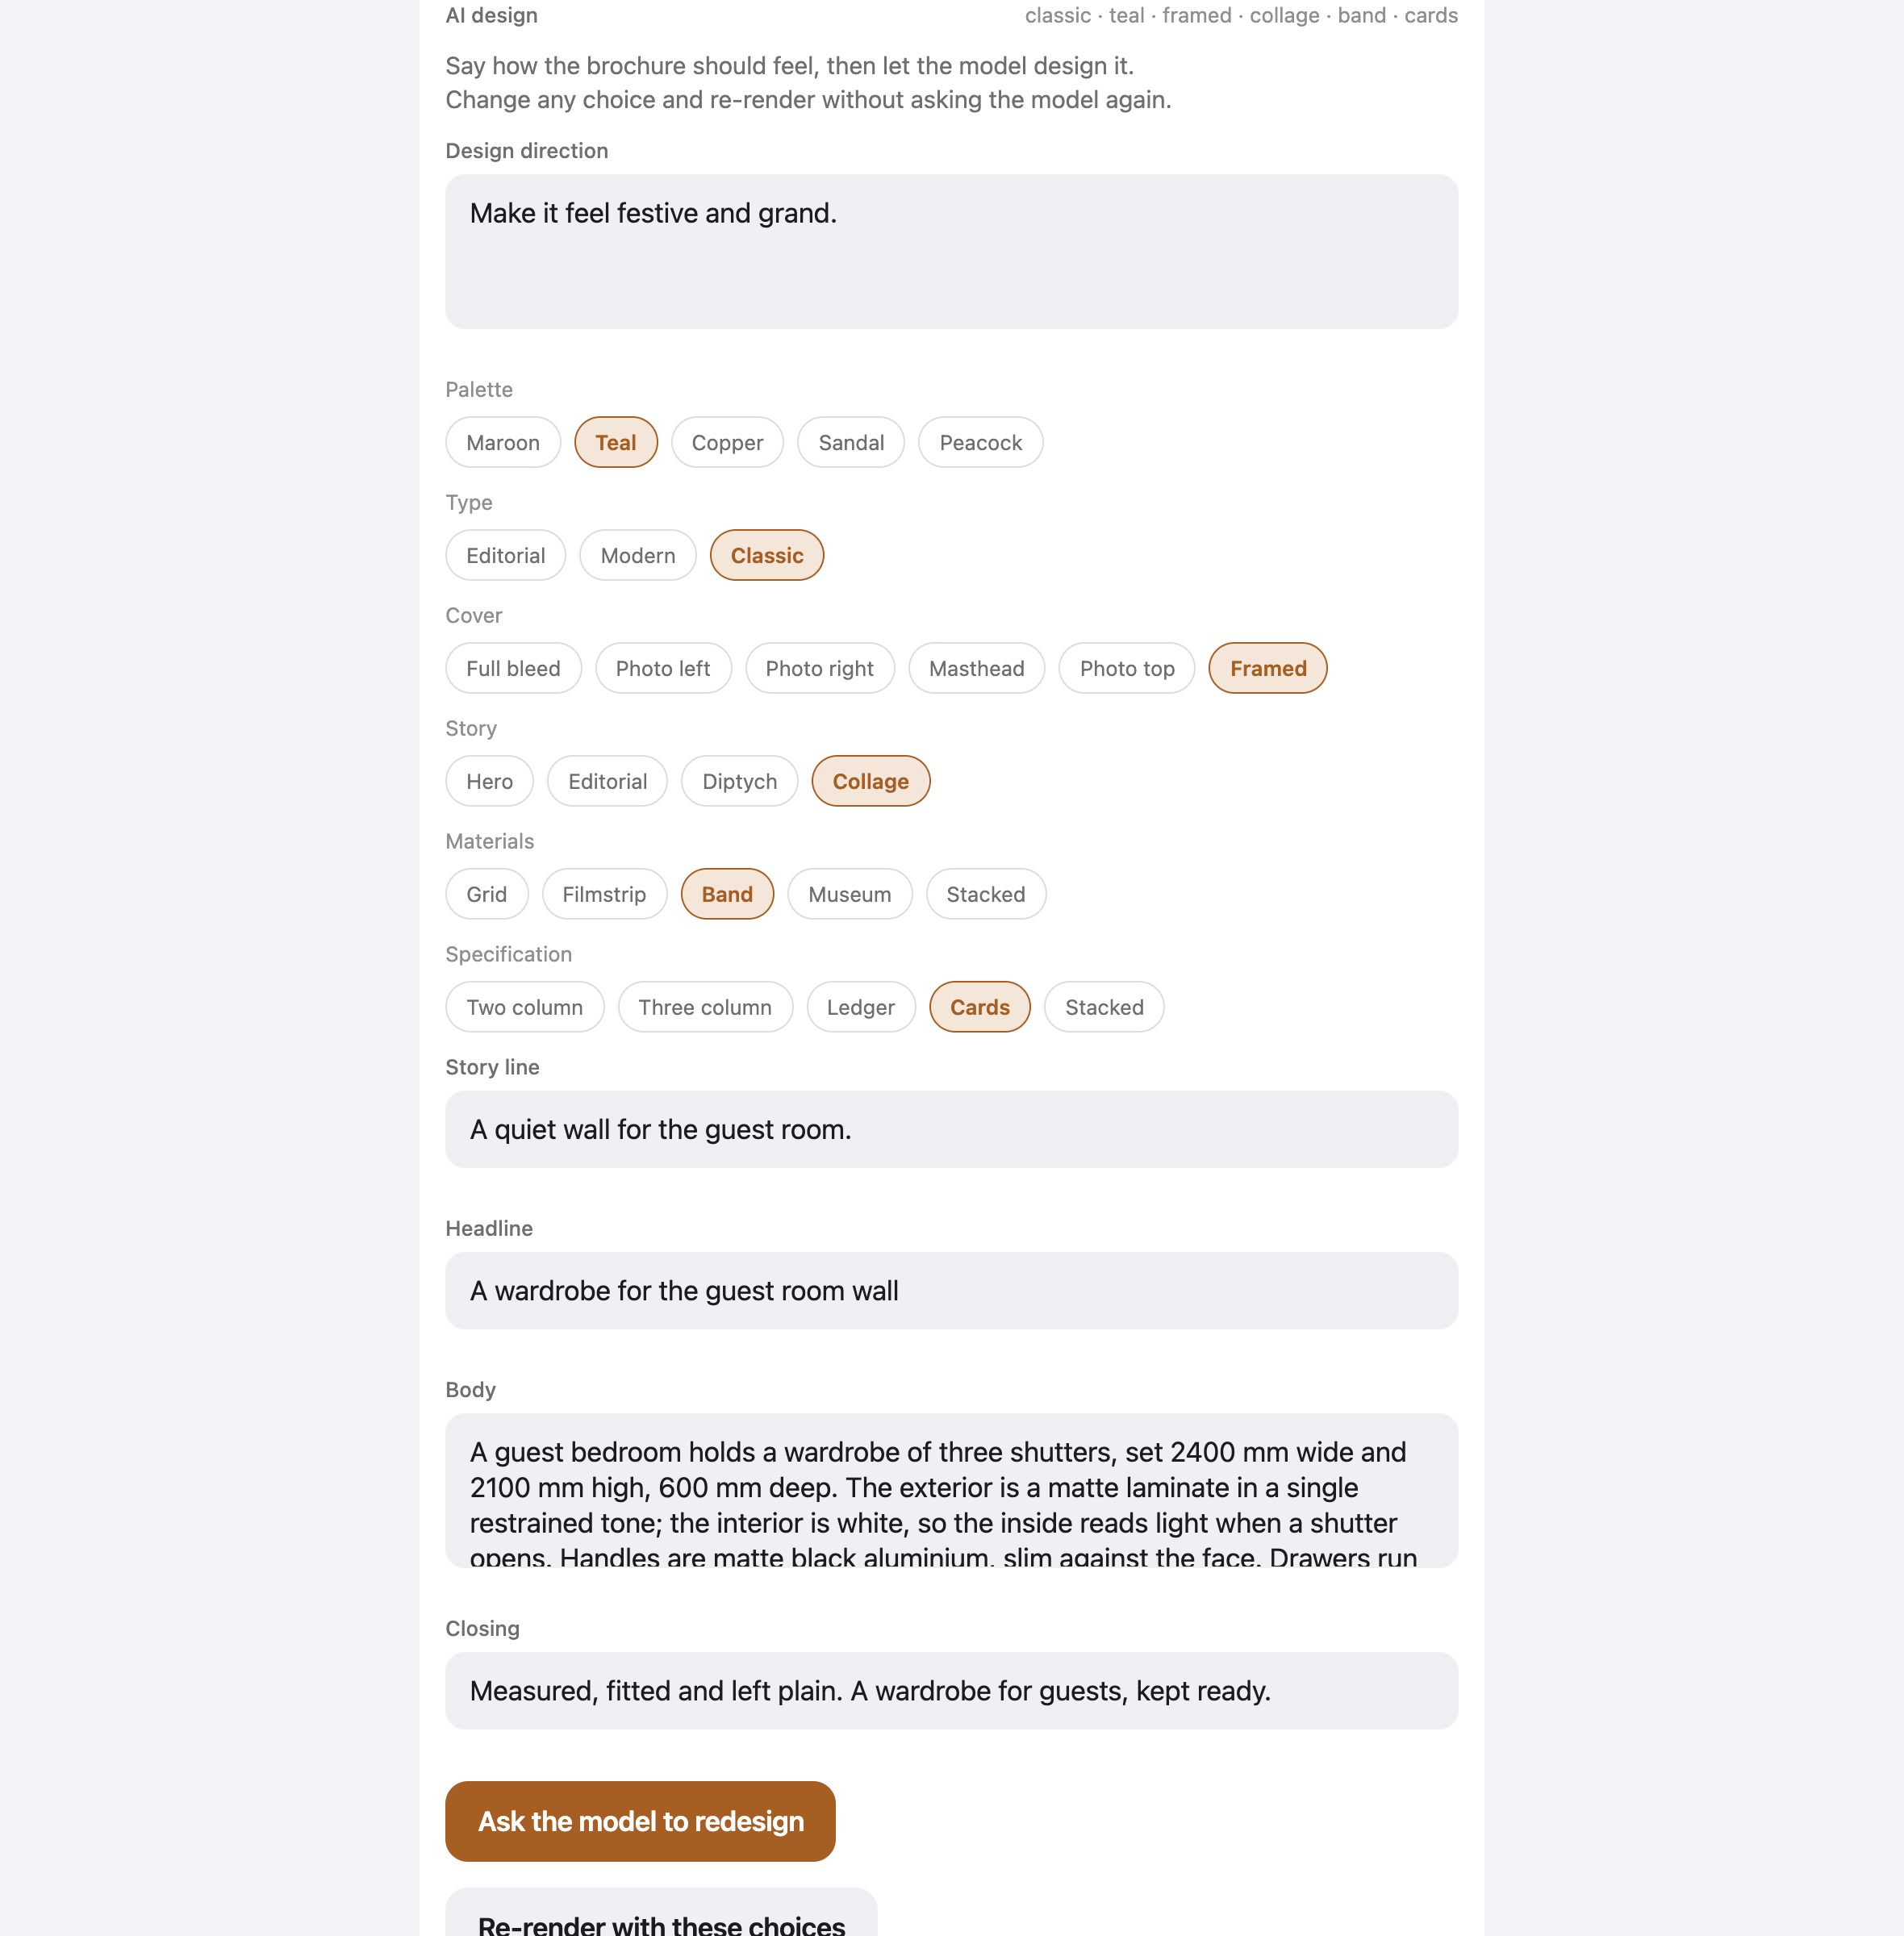 AI design
classic · teal · framed · collage · band · cards
Say how the brochure should feel, then let the model design it.
Change any choice and re-render without asking the model again.
Design direction
Make it feel festive and grand.
Palette
Maroon Teal Copper Sandal Peacock
Type
Editorial Modern Classic
Cover
Full bleed Photo left Photo right Masthead Photo top Framed
Story
Hero Editorial Diptych Collage
Materials
Grid Filmstrip Band Museum Stacked
Specification
Two column Three column Ledger Cards Stacked
Story line
A quiet wall for the guest room.
Headline
A wardrobe for the guest room wall
Body
A guest bedroom holds a wardrobe of three shutters, set 2400 mm wide and
2100 mm high, 600 mm deep. The exterior is a matte laminate in a single
restrained tone; the interior is white, so the inside reads light when a shutter
opens. Handles are matte black aluminium, slim against the face. Drawers run
Closing
Measured, fitted and left plain. A wardrobe for guests, kept ready.
Ask the model to redesign
Re-render with these choices